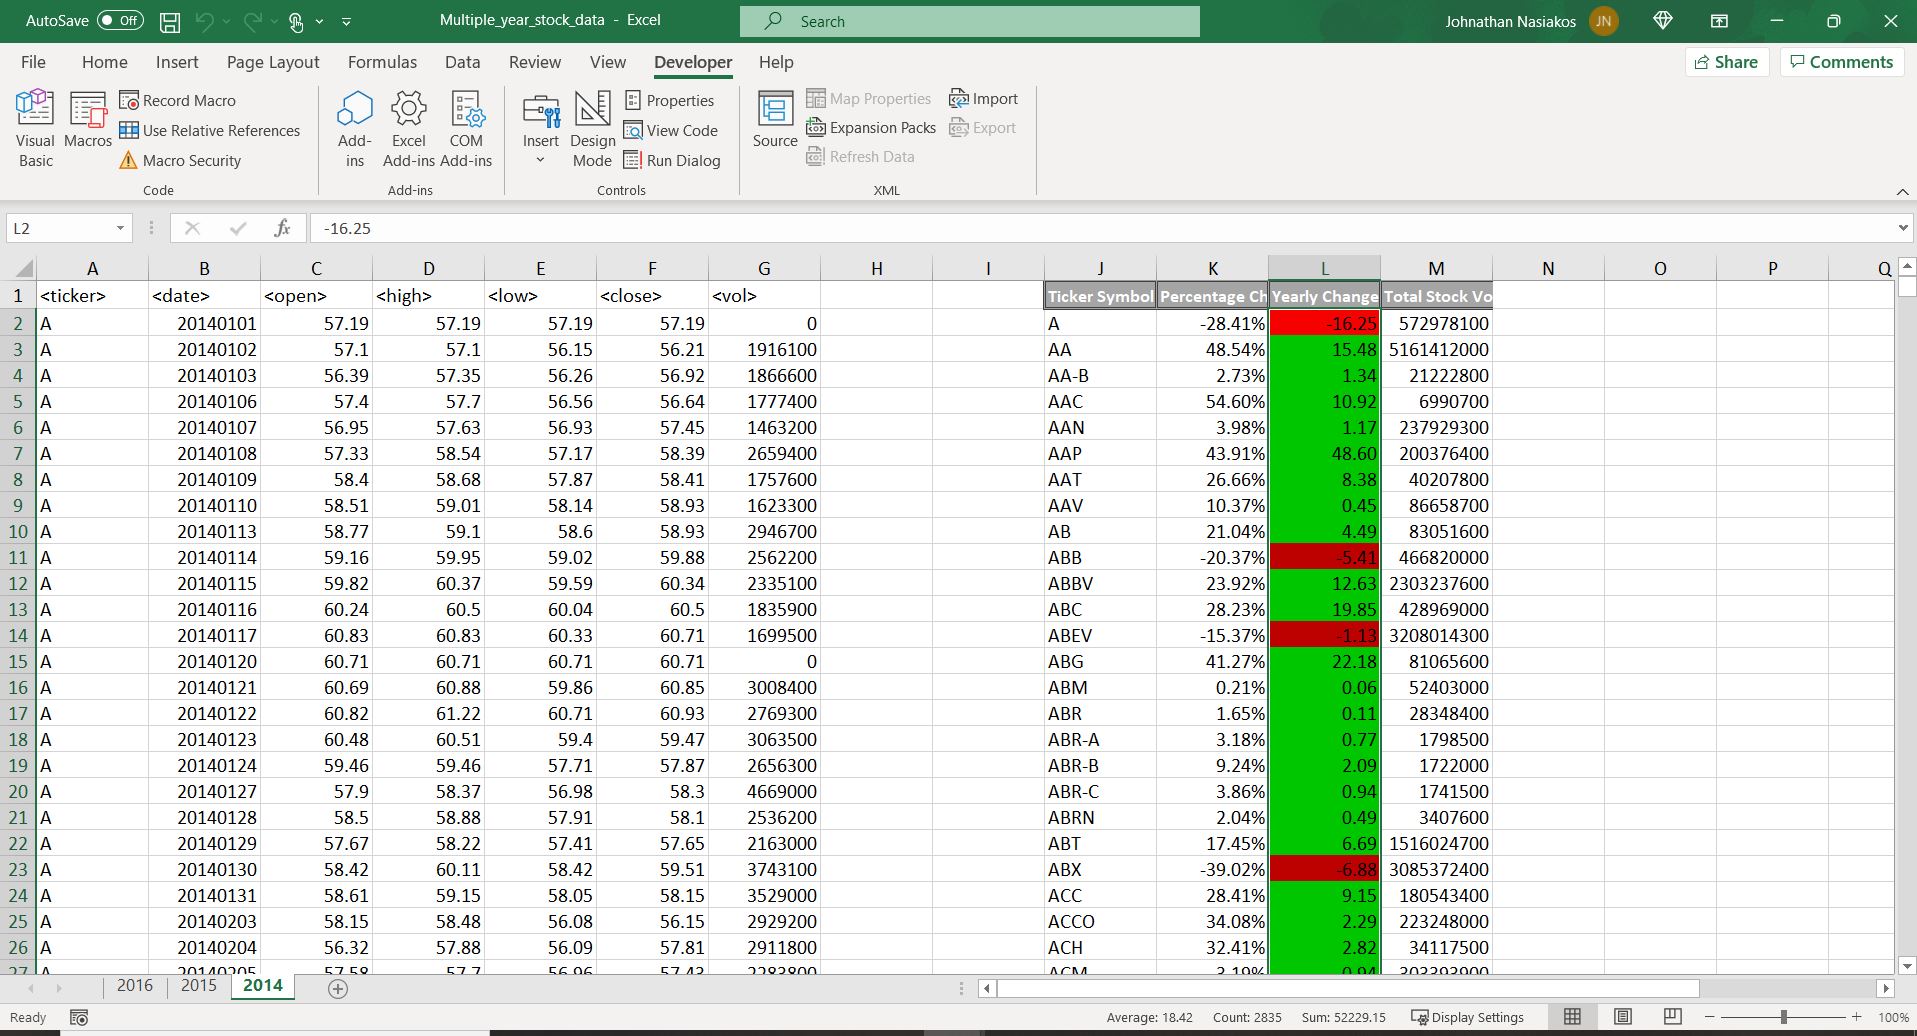 AutoSave Off Multiple_year_stock_data - Excel Search Johnathan Nasiakos JN
File Home Insert Page Layout Formulas Data Review View Developer Help Share Comments
Visual Basic
Macros
Record Macro
Use Relative References
Macro Security
Code
Add-ins
Excel Add-ins
COM Add-ins
Add-ins
Insert
Design Mode
Properties
View Code
Run Dialog
Controls
Source
Map Properties
Expansion Packs
Refresh Data
Import
Export
XML
L2 fx -16.25
A B C D E F G H I J K L M N O P Q
1 <ticker> <date> <open> <high> <low> <close> <vol> Ticker Symbol Percentage Ch Yearly Change Total Stock Vo
2 A 20140101 57.19 57.19 57.19 57.19 0 A -28.41% -16.25 572978100
3 A 20140102 57.1 57.1 56.15 56.21 1916100 AA 48.54% 15.48 5161412000
4 A 20140103 56.39 57.35 56.26 56.92 1866600 AA-B 2.73% 1.34 21222800
5 A 20140106 57.4 57.7 56.56 56.64 1777400 AAC 54.60% 10.92 6990700
6 A 20140107 56.95 57.63 56.93 57.45 1463200 AAN 3.98% 1.17 237929300
7 A 20140108 57.33 58.54 57.17 58.39 2659400 AAP 43.91% 48.60 200376400
8 A 20140109 58.4 58.68 57.87 58.41 1757600 AAT 26.66% 8.38 40207800
9 A 20140110 58.51 59.01 58.14 58.93 1623300 AAV 10.37% 0.45 86658700
10 A 20140113 58.77 59.1 58.6 58.93 2946700 AB 21.04% 4.49 83051600
11 A 20140114 59.16 59.95 59.02 59.88 2562200 ABB -20.37% -5.41 466820000
12 A 20140115 59.82 60.37 59.59 60.34 2335100 ABBV 23.92% 12.63 2303237600
13 A 20140116 60.24 60.5 60.04 60.5 1835900 ABC 28.23% 19.85 428969000
14 A 20140117 60.83 60.83 60.33 60.71 1699500 ABEV -15.37% -1.13 3208014300
15 A 20140120 60.71 60.71 60.71 60.71 0 ABG 41.27% 22.18 81065600
16 A 20140121 60.69 60.88 59.86 60.85 3008400 ABM 0.21% 0.06 52403000
17 A 20140122 60.82 61.22 60.71 60.93 2769300 ABR 1.65% 0.11 28348400
18 A 20140123 60.48 60.51 59.4 59.47 3063500 ABR-A 3.18% 0.77 1798500
19 A 20140124 59.46 59.46 57.71 57.87 2656300 ABR-B 9.24% 2.09 1722000
20 A 20140127 57.9 58.37 56.98 58.3 4669000 ABR-C 3.86% 0.94 1741500
21 A 20140128 58.5 58.88 57.91 58.1 2536200 ABRN 2.04% 0.49 3407600
22 A 20140129 57.67 58.22 57.41 57.65 2163000 ABT 17.45% 6.69 1516024700
23 A 20140130 58.42 60.11 58.42 59.51 3743100 ABX -39.02% -6.88 3085372400
24 A 20140131 58.61 59.15 58.05 58.15 3529000 ACC 28.41% 9.15 180543400
25 A 20140203 58.15 58.48 56.08 56.15 2929200 ACCO 34.08% 2.29 223248000
26 A 20140204 56.32 57.88 56.09 57.81 2911800 ACH 32.41% 2.82 34117500
27 A 20140205 57.58 57.7 56.96 57.43 2283800 ACM 3.19% 0.94 303393900
2016 2015 2014
Ready Average: 18.42 Count: 2835 Sum: 52229.15 Display Settings 100%